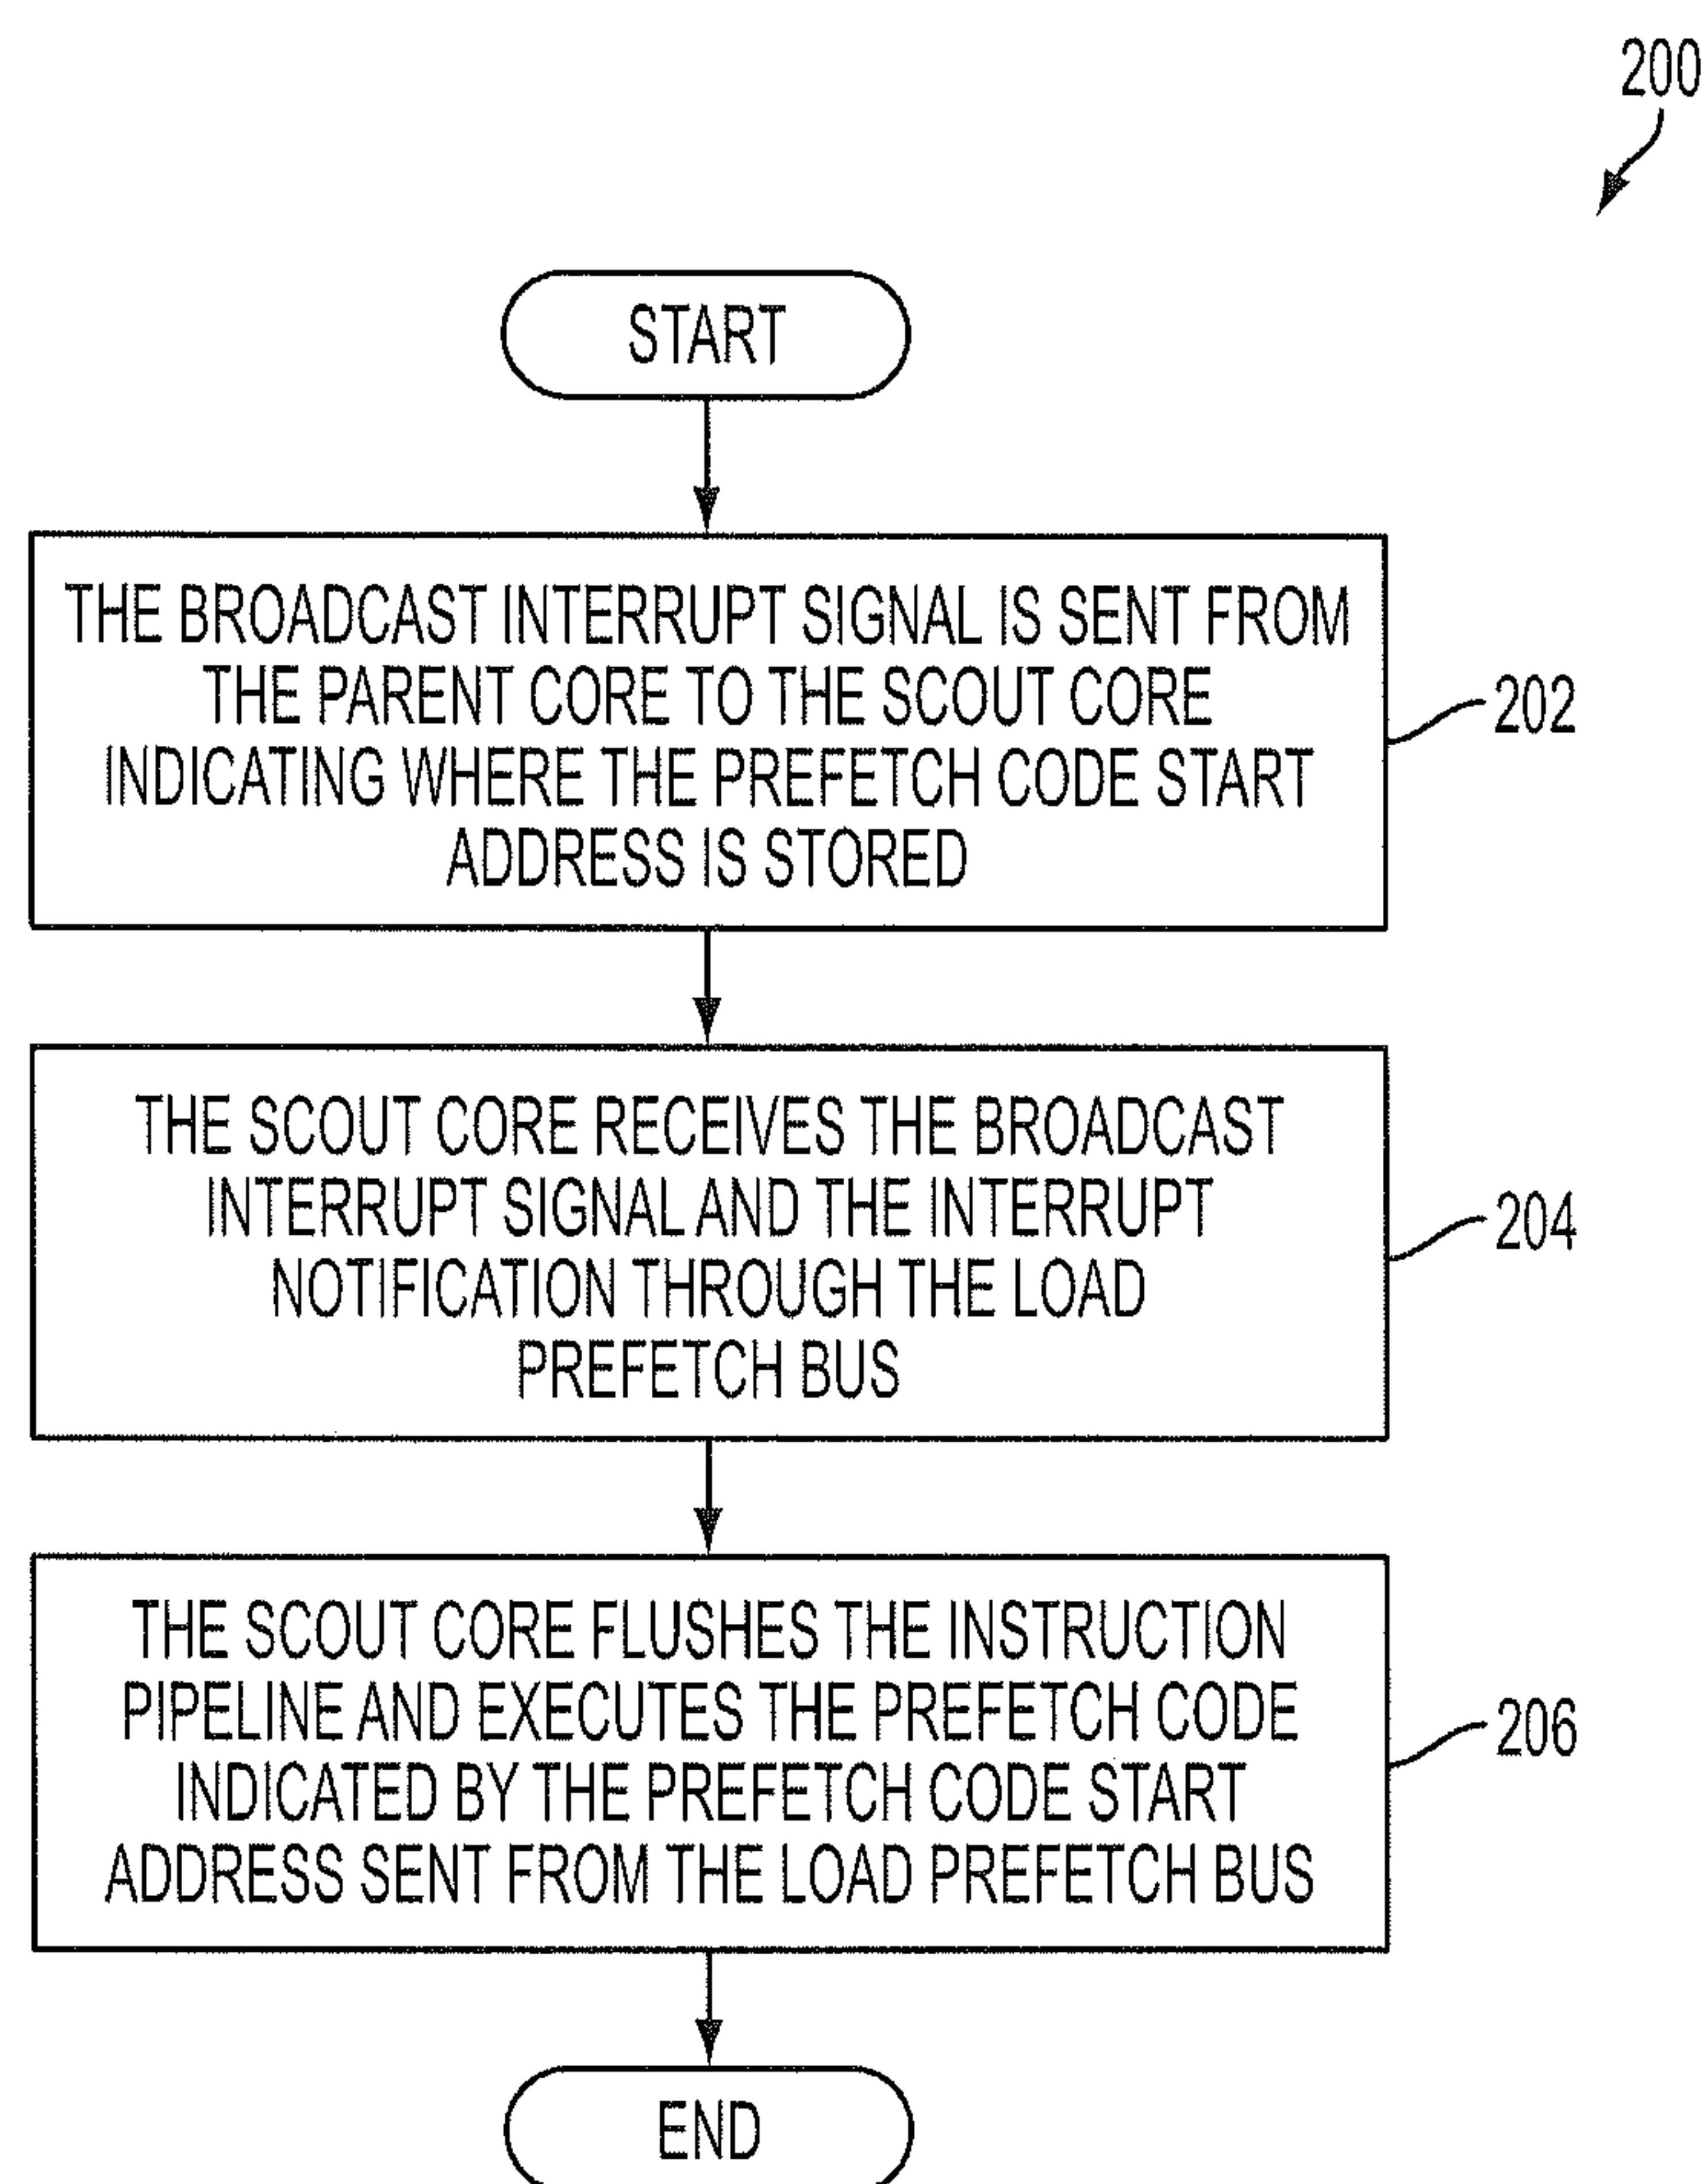 200
START
THE BROADCAST INTERRUPT SIGNAL IS SENT FROM
THE PARENT CORE TO THE SCOUT CORE
INDICATING WHERE THE PREFETCH CODE START
ADDRESS IS STORED
202
THE SCOUT CORE RECEIVES THE BROADCAST
INTERRUPT SIGNAL AND THE INTERRUPT
NOTIFICATION THROUGH THE LOAD
PREFETCH BUS
204
THE SCOUT CORE FLUSHES THE INSTRUCTION
PIPELINE AND EXECUTES THE PREFETCH CODE
INDICATED BY THE PREFETCH CODE START
ADDRESS SENT FROM THE LOAD PREFETCH BUS
206
END